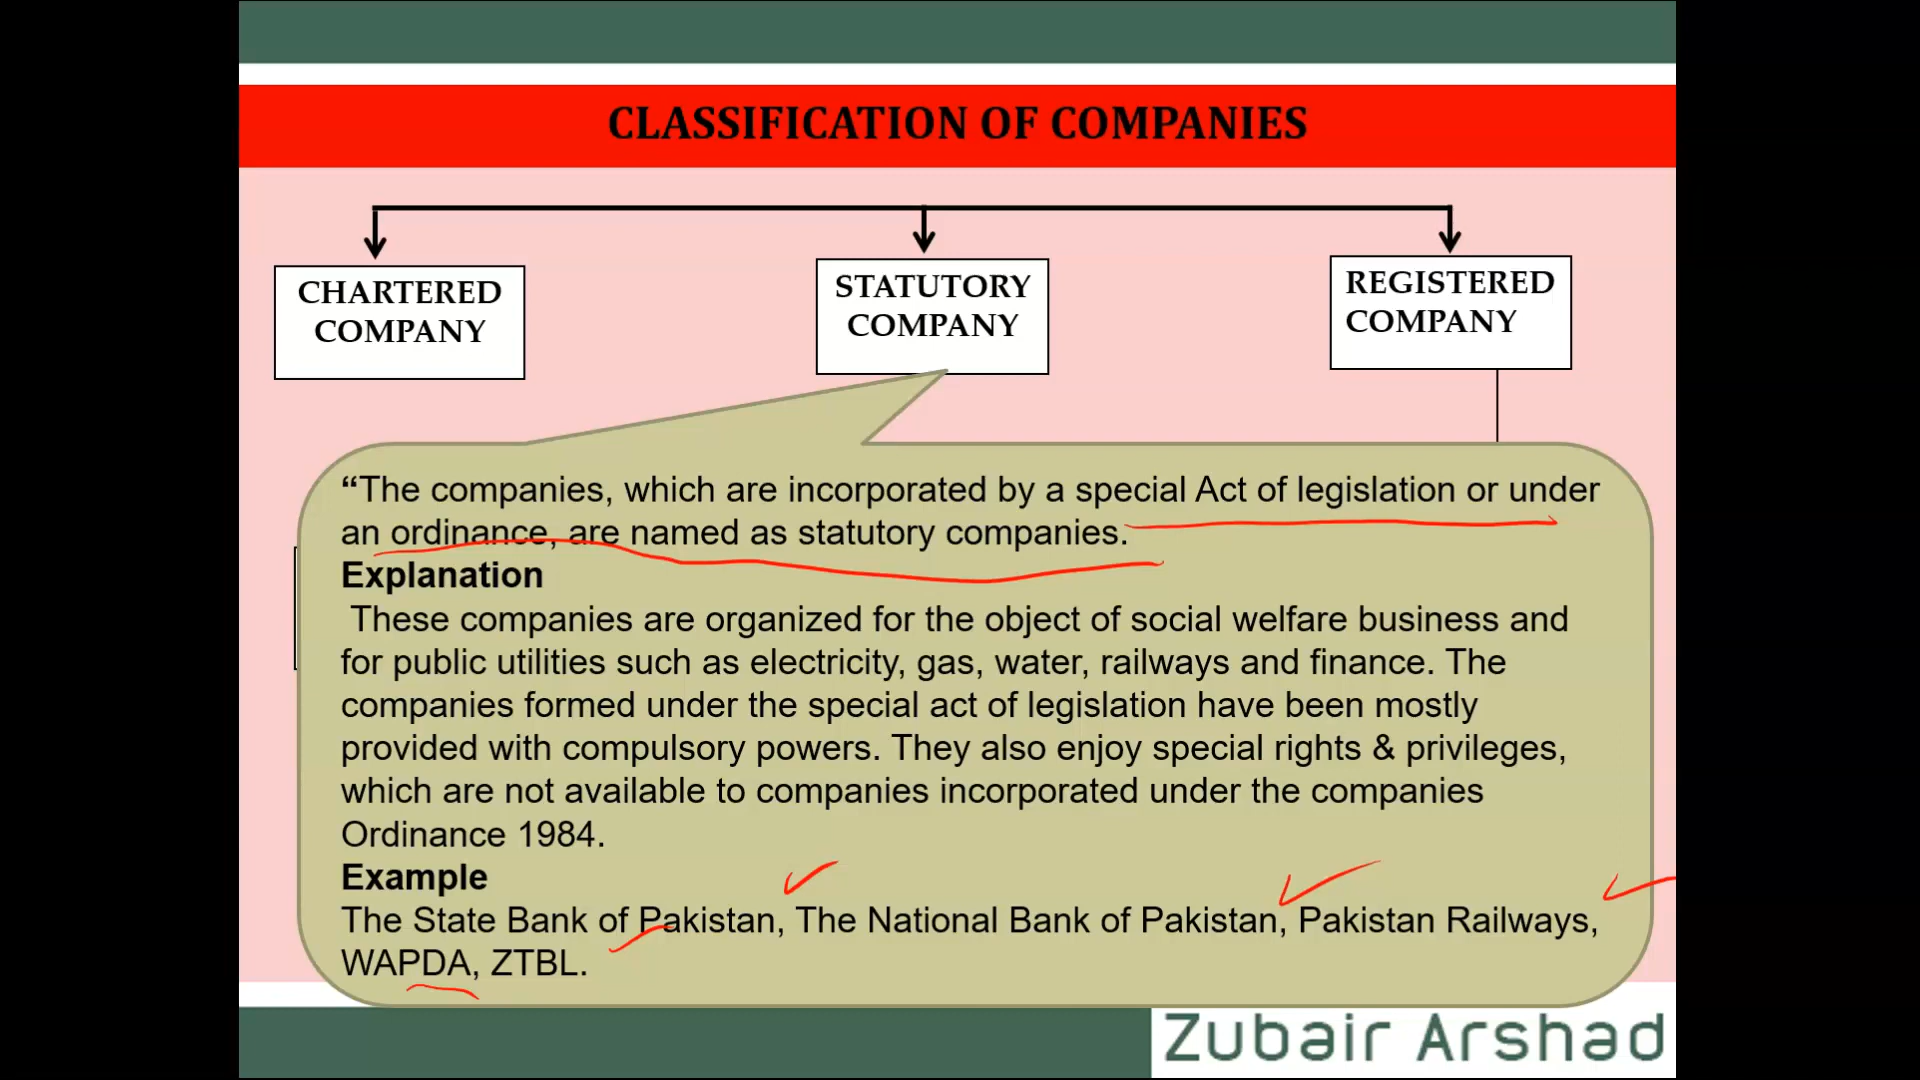 CLASSIFICATION OF COMPANIES
CHARTERED
COMPANY
STATUTORY
COMPANY
REGISTERED
COMPANY
“The companies, which are incorporated by a special Act of legislation or under
an ordinance, are named as statutory companies.
Explanation
These companies are organized for the object of social welfare business and
for public utilities such as electricity, gas, water, railways and finance. The
companies formed under the special act of legislation have been mostly
provided with compulsory powers. They also enjoy special rights & privileges,
which are not available to companies incorporated under the companies
Ordinance 1984.
Example
The State Bank of Pakistan, The National Bank of Pakistan, Pakistan Railways,
WAPDA, ZTBL.
Zubair Arshad